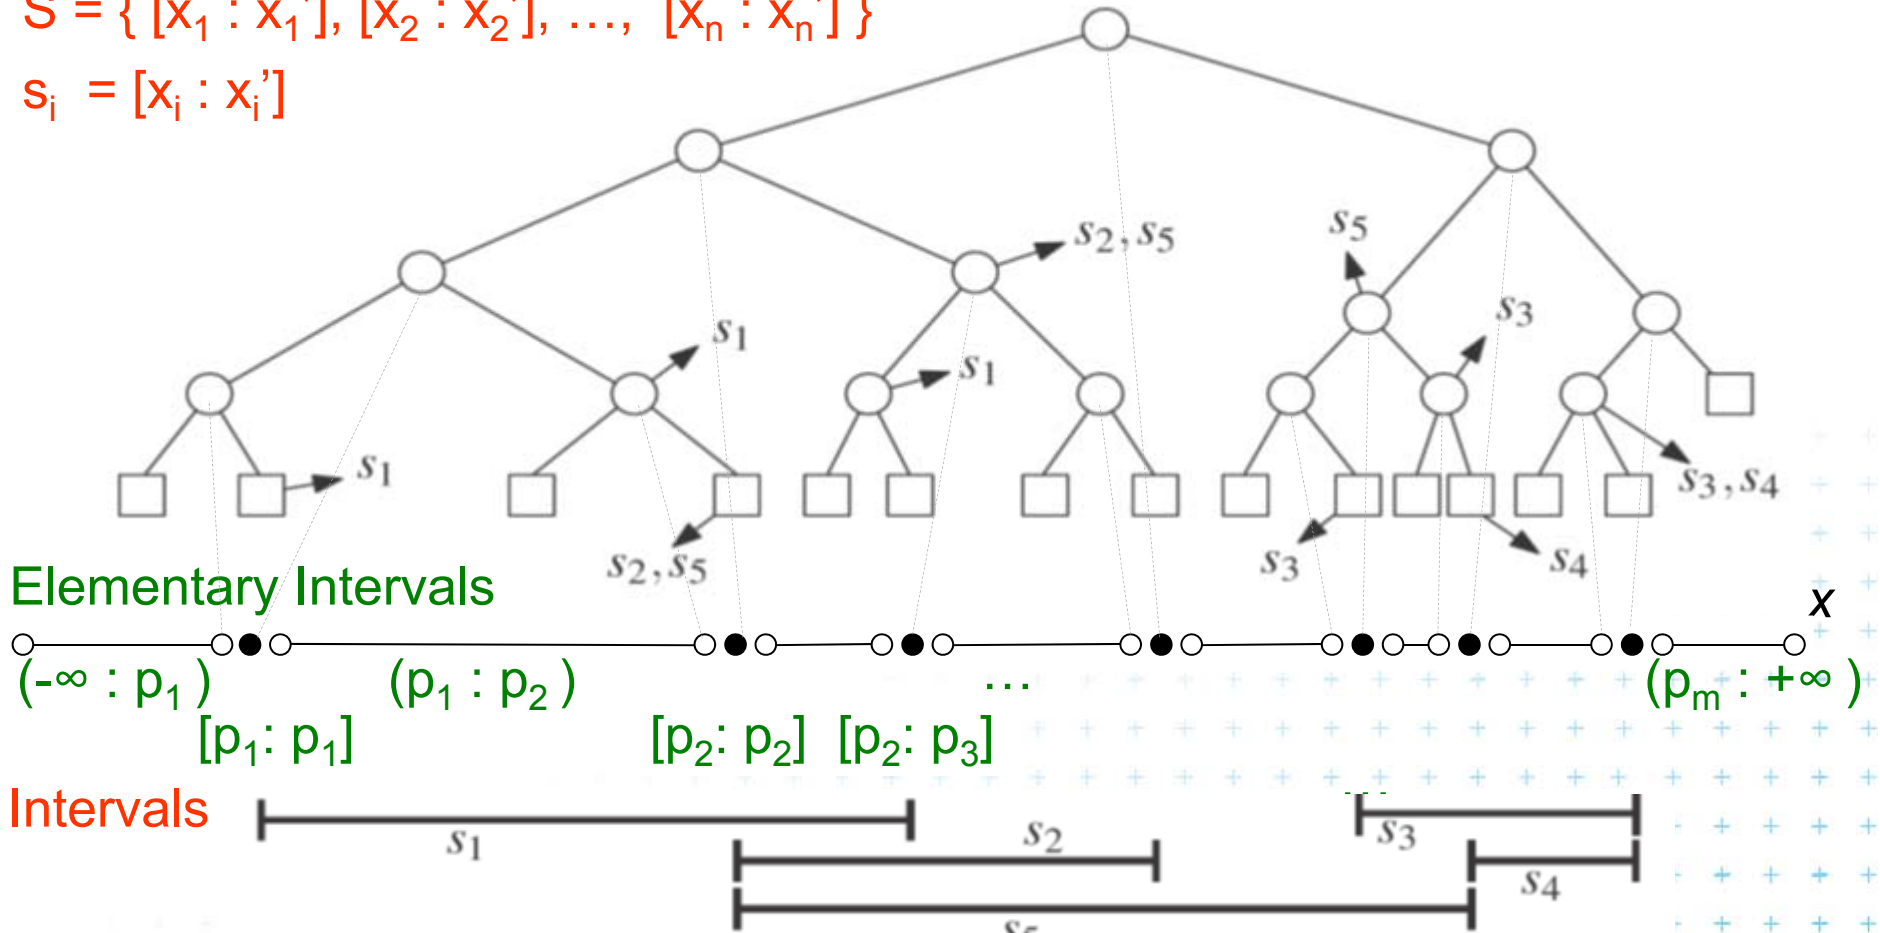 S = { [x₁ : x₁’], [x₂ : x₂’], …, [xₙ : xₙ’] }
sᵢ = [xᵢ : xᵢ’]
s₂, s₅
s₅
s₃
s₁
s₁
s₁
s₃, s₄
s₂, s₅
s₃
s₄
Elementary Intervals
x
(-∞ : p₁ )
(p₁ : p₂ )
…
(pₘ : +∞ )
[p₁: p₁]
[p₂: p₂]
[p₂: p₃]
…
Intervals
s₁
s₂
s₃
s₄
s₅